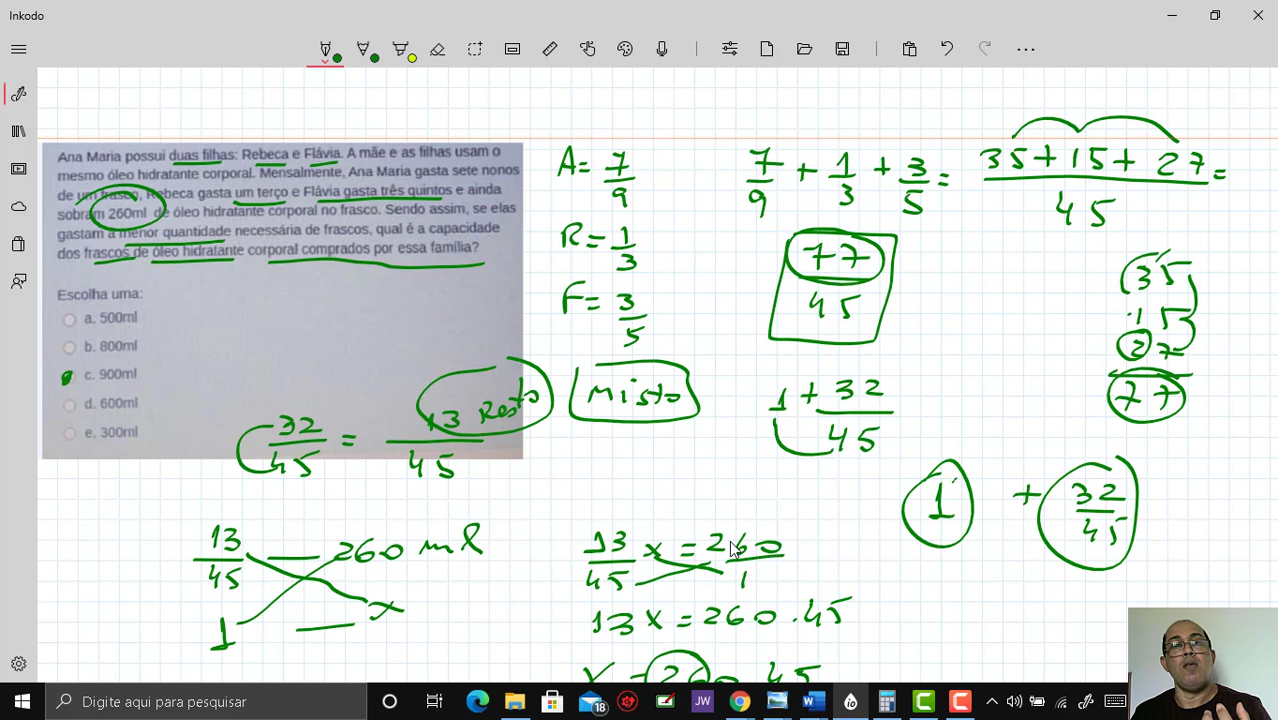 Inkodo
Ana Maria possui duas filhas: Rebeca e Flávia. A mãe e as filhas usam o
mesmo óleo hidratante corporal. Mensalmente, Ana Maria gasta sete nonos
de um frasco, Rebeca gasta um terço e Flávia gasta três quintos e ainda
sobram 260ml de óleo hidratante corporal no frasco. Sendo assim, se elas
gastam a menor quantidade necessária de frascos, qual é a capacidade
dos frascos de óleo hidratante corporal comprados por essa família?
Escolha uma:
a. 500ml
b. 800ml
c. 900ml
d. 600ml
e. 300ml
A = 7/9
R = 1/3
F = 3/5
7/9 + 1/3 + 3/5 = 35 + 15 + 27 / 45 =
77/45
35
15
27
77
Misto
1 + 32/45
1 + 32/45
32/45 = 13 Resto/45
13/45 — 260 ml
1 — x
13/45 x = 260/1
13x = 260 . 45
Digite aqui para pesquisar
18
JW